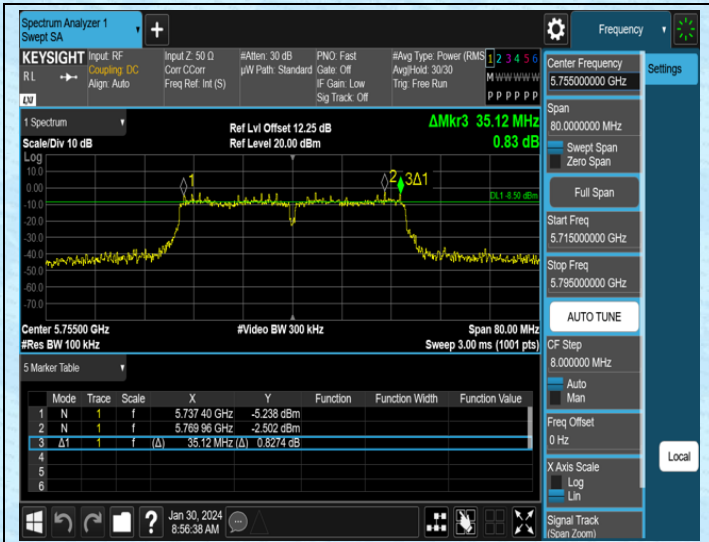 Spectrum Analyzer 1
Swept SA
Frequency
KEYSIGHT
RL
Input: RF
Coupling: DC
Align: Auto
Input Z: 50 Ω
Corr CCorr
Freq Ref: Int (S)
#Atten: 30 dB
µW Path: Standard
PNO: Fast
Gate: Off
IF Gain: Low
Sig Track: Off
#Avg Type: Power (RMS
Avg|Hold: 30/30
Trig: Free Run
1 2 3 4 5 6
M W W W W W
P P P P P P
LXI
1 Spectrum
Scale/Div 10 dB
Ref Lvl Offset 12.25 dB
Ref Level 20.00 dBm
ΔMkr3 35.12 MHz
0.83 dB
Log
10.0
0.00
-10.0
-20.0
-30.0
-40.0
-50.0
-60.0
-70.0
1
2
3Δ1
DL1 -8.50 dBm
Center 5.75500 GHz
#Res BW 100 kHz
#Video BW 300 kHz
Span 80.00 MHz
Sweep 3.00 ms (1001 pts)
5 Marker Table
Mode Trace Scale X Y Function Function Width Function Value
1 N 1 f 5.737 40 GHz -5.238 dBm
2 N 1 f 5.769 96 GHz -2.502 dBm
3 Δ1 1 f (Δ) 35.12 MHz (Δ) 0.8274 dB
4
5
6
?
Jan 30, 2024
8:56:38 AM
Center Frequency
5.755000000 GHz
Span
80.0000000 MHz
Swept Span
Zero Span
Full Span
Start Freq
5.715000000 GHz
Stop Freq
5.795000000 GHz
AUTO TUNE
CF Step
8.000000 MHz
Auto
Man
Freq Offset
0 Hz
X Axis Scale
Log
Lin
Signal Track
(Span Zoom)
Settings
Local